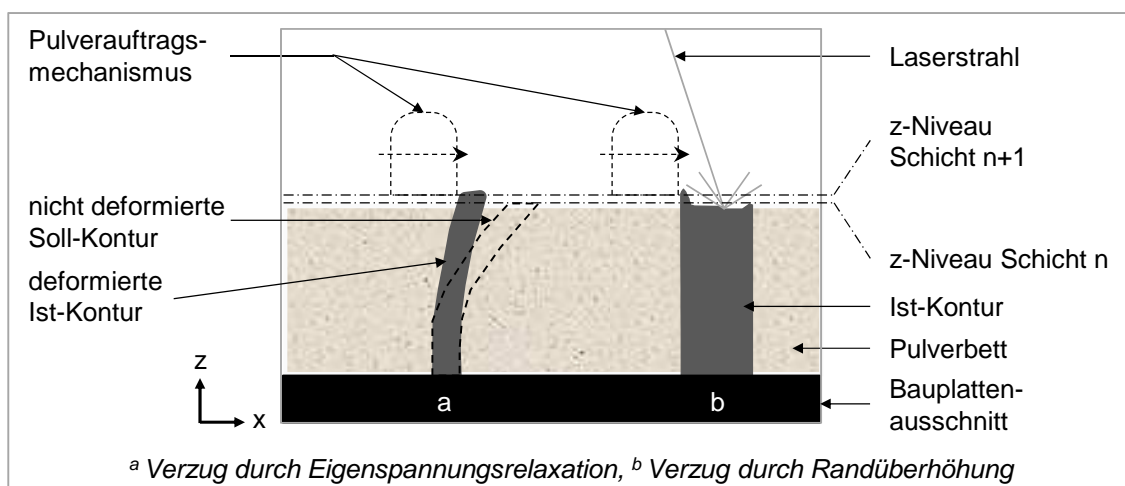 Pulverauftrags-
mechanismus
nicht deformierte
Soll-Kontur
deformierte
Ist-Kontur
z
x
a
b
Laserstrahl
z-Niveau
Schicht n+1
z-Niveau Schicht n
Ist-Kontur
Pulverbett
Bauplatten-
ausschnitt
a Verzug durch Eigenspannungsrelaxation, b Verzug durch Randüberhöhung